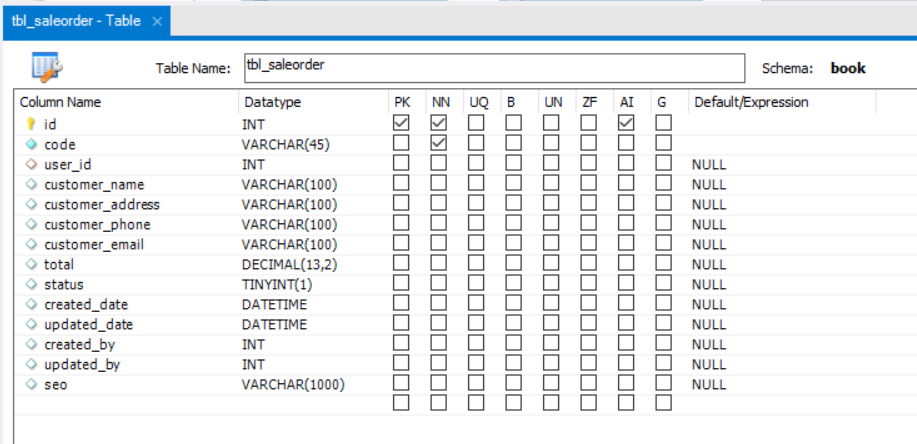 tbl_saleorder - Table ×
Table Name: tbl_saleorder Schema: book
Column Name Datatype PK NN UQ B UN ZF AI G Default/Expression
id INT
code VARCHAR(45)
user_id INT NULL
customer_name VARCHAR(100) NULL
customer_address VARCHAR(100) NULL
customer_phone VARCHAR(100) NULL
customer_email VARCHAR(100) NULL
total DECIMAL(13,2) NULL
status TINYINT(1) NULL
created_date DATETIME NULL
updated_date DATETIME NULL
created_by INT NULL
updated_by INT NULL
seo VARCHAR(1000) NULL